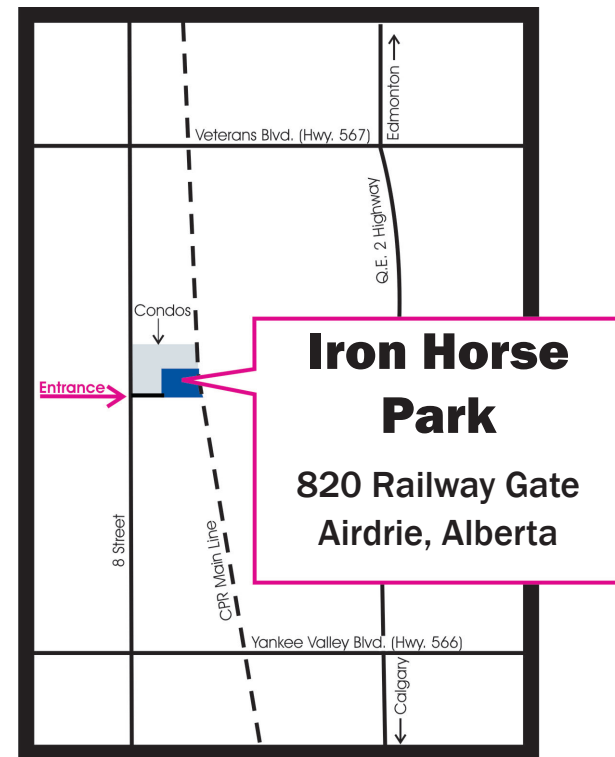 Edmonton
Veterans Blvd. (Hwy. 567)
Q.E. 2 Highway
Condos
Entrance
Iron Horse
Park
820 Railway Gate
Airdrie, Alberta
8 Street
CPR Main Line
Yankee Valley Blvd. (Hwy. 566)
Calgary